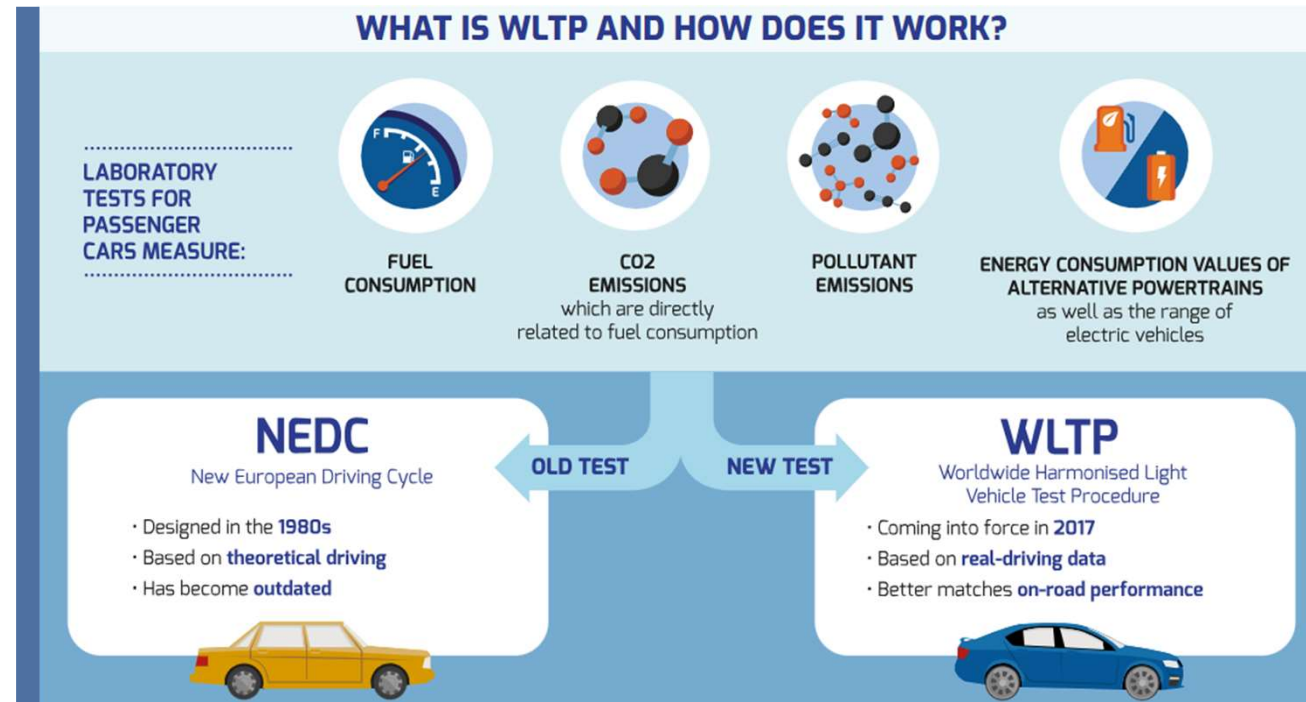 WHAT IS WLTP AND HOW DOES IT WORK?
LABORATORY
TESTS FOR
PASSENGER
CARS MEASURE:
F
E
FUEL
CONSUMPTION
CO2
EMISSIONS
which are directly
related to fuel consumption
POLLUTANT
EMISSIONS
ENERGY CONSUMPTION VALUES OF
ALTERNATIVE POWERTRAINS
as well as the range of
electric vehicles
OLD TEST
NEW TEST
NEDC
New European Driving Cycle
· Designed in the 1980s
· Based on theoretical driving
· Has become outdated
WLTP
Worldwide Harmonised Light
Vehicle Test Procedure
· Coming into force in 2017
· Based on real-driving data
· Better matches on-road performance